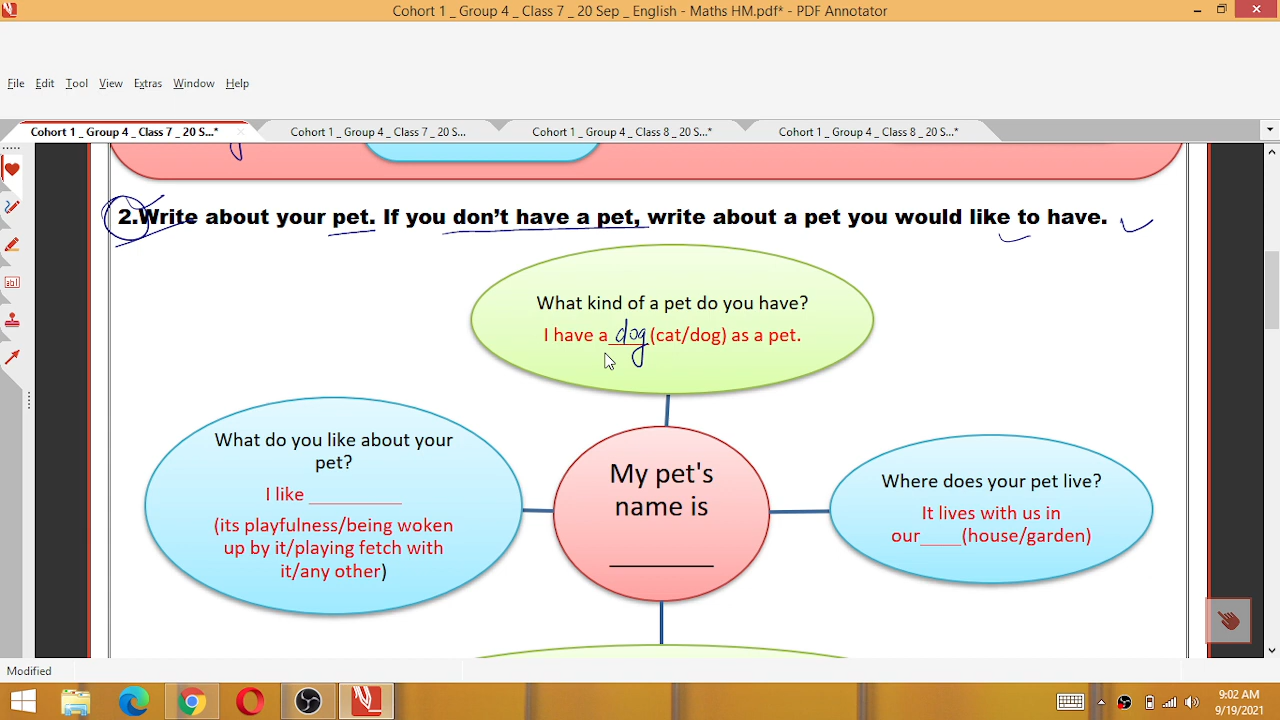 Cohort 1 _ Group 4 _ Class 7 _ 20 Sep _ English - Maths HM.pdf* - PDF Annotator
File Edit Tool View Extras Window Help
Cohort 1 _ Group 4 _ Class 7 _ 20 S...*
Cohort 1 _ Group 4 _ Class 7 _ 20 S...
Cohort 1 _ Group 4 _ Class 8 _ 20 S...*
Cohort 1 _ Group 4 _ Class 8 _ 20 S...*
2.Write about your pet. If you don't have a pet, write about a pet you would like to have.
What kind of a pet do you have?
I have a dog (cat/dog) as a pet.
What do you like about your
pet?
I like __________
(its playfulness/being woken
up by it/playing fetch with
it/any other)
My pet's
name is
________
Where does your pet live?
It lives with us in
our____(house/garden)
Modified
9:02 AM
9/19/2021